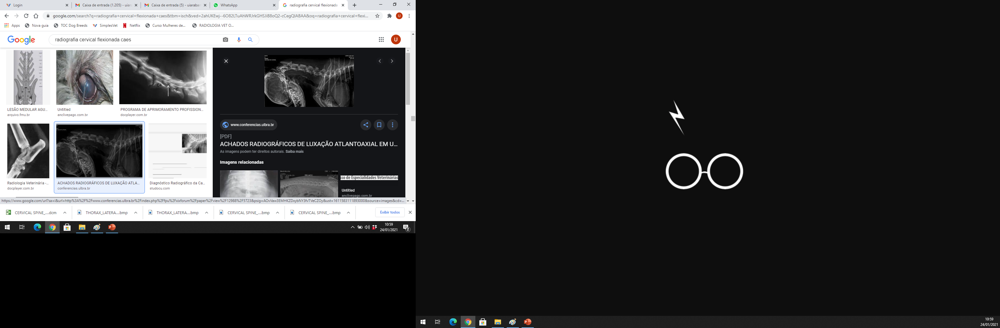 Login
Caixa de entrada (1.205) - uiara
Caixa de entrada (5) - uiaraban
WhatsApp
radiografia cervical flexionada
google.com/search?q=radiografia+cervical+flexionada+caes&tbm=isch&ved=2ahUKEwj--6O82LTuAhWRJrkGHSJiB8oQ2-cCegQIABAA&oq=radiografia+cervical+flexi...
Apps
Nova guia
TOC Dog Breeds
SimplesVet
Netflix
Curso Mulheres de...
RADIOLOGIA VET O...
Google
radiografia cervical flexionada caes
U
C4
C5
LESÃO MEDULAR AGU...
arquivo.fmu.br
Untitled
anclivepago.com.br
PROGRAMA DE APRIMORAMENTO PROFISSION...
docplayer.com.br
Radiologia Veterinária -...
docplayer.com.br
ACHADOS RADIOGRÁFICOS DE LUXAÇÃO ATLA...
conferencias.ulbra.br
Diagnóstico Radiográfico da Ca...
studocu.com
www.conferencias.ulbra.br
[PDF]
ACHADOS RADIOGRÁFICOS DE LUXAÇÃO ATLANTOAXIAL EM U...
As imagens podem ter direitos autorais. Saiba mais
Imagens relacionadas
sso de Especialidades Veterinárias
Untitled
anclivepago.com.br
https://www.google.com/url?sa=i&url=http%3A%2F%2Fwww.conferencias.ulbra.br%2Findex.php%2Ffpu%2Fxixforum%2Fpaper%2Fview%2F12988%2F5723&psig=AOvVaw3EMHKZDxybNY3fvTVeCZOy&ust=1611583111893000&source=images&cd=...
CERVICAL SPINE_....dcm
THORAX_LATERA....bmp
THORAX_LATERA....bmp
CERVICAL SPINE_....bmp
CERVICAL SPINE_....bmp
Exibir todos
10:59
24/01/2021
2
10:59
24/01/2021